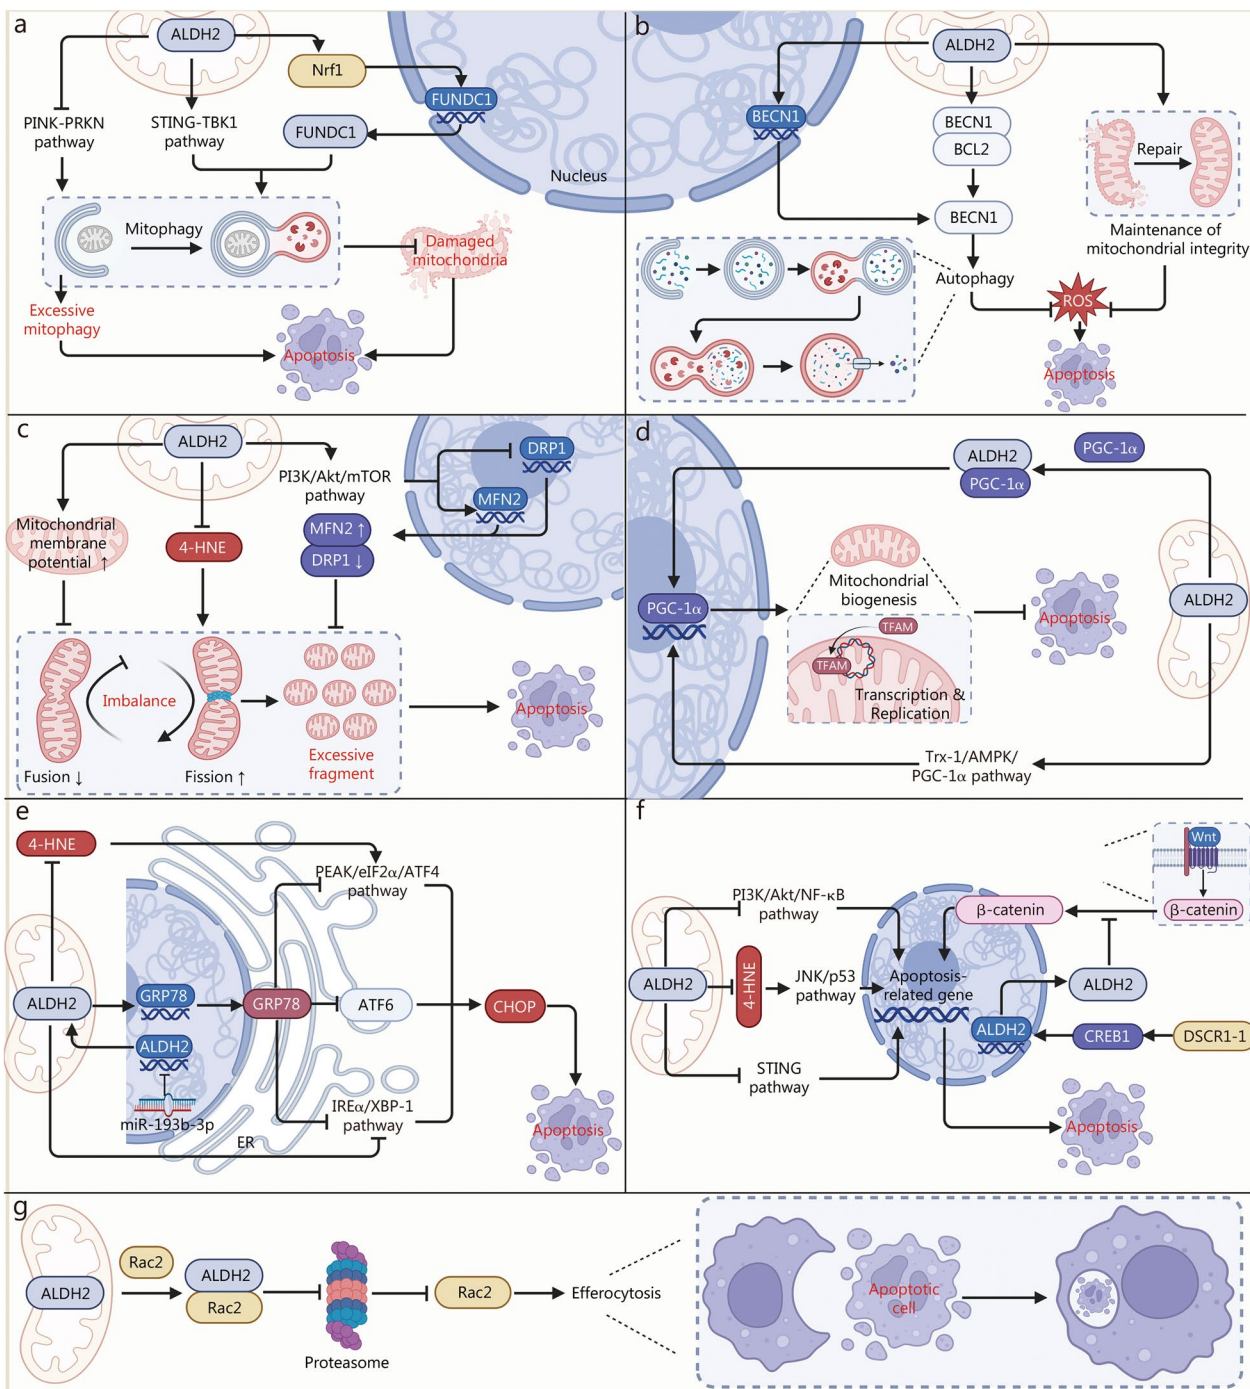 a
ALDH2
Nrf1
FUNDC1
PINK-PRKN
pathway
STING-TBK1
pathway
FUNDC1
Nucleus
Mitophagy
Damaged
mitochondria
Excessive
mitophagy
Apoptosis
b
ALDH2
BECN1
BECN1
BCL2
BECN1
Repair
Maintenance of
mitochondrial integrity
Autophagy
ROS
Apoptosis
c
ALDH2
PI3K/Akt/mTOR
pathway
DRP1
MFN2
Mitochondrial
membrane
potential ↑
4-HNE
MFN2 ↑
DRP1 ↓
Imbalance
Fusion ↓
Fission ↑
Excessive
fragment
Apoptosis
d
ALDH2
PGC-1α
PGC-1α
PGC-1α
Mitochondrial
biogenesis
TFAM
TFAM
Transcription &
Replication
Apoptosis
ALDH2
Trx-1/AMPK/
PGC-1α pathway
e
4-HNE
PEAK/eIF2α/ATF4
pathway
ALDH2
GRP78
GRP78
ATF6
CHOP
ALDH2
miR-193b-3p
IREα/XBP-1
pathway
ER
Apoptosis
f
Wnt
β-catenin
PI3K/Akt/NF-κB
pathway
β-catenin
ALDH2
4-HNE
JNK/p53
pathway
Apoptosis-
related gene
ALDH2
ALDH2
CREB1
DSCR1-1
STING
pathway
Apoptosis
g
ALDH2
Rac2
ALDH2
Rac2
Proteasome
Rac2
Efferocytosis
Apoptotic
cell